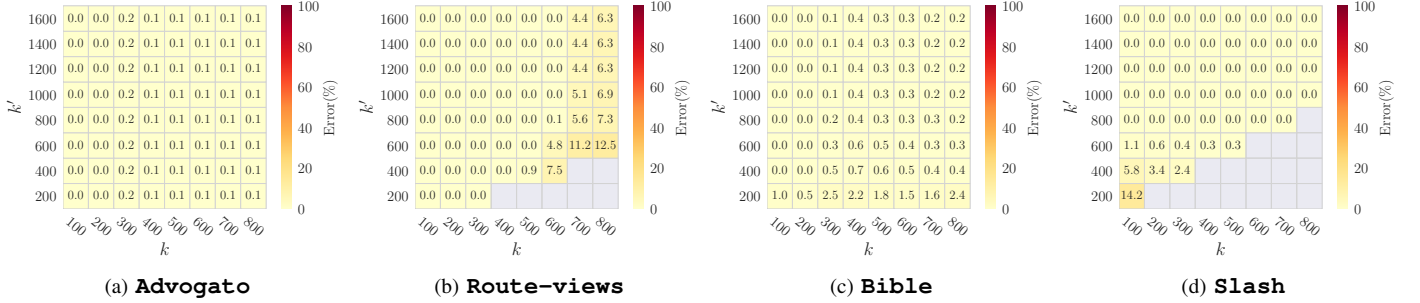 k′
1600 0.0 0.0 0.2 0.1 0.1 0.1 0.1 0.1
1400 0.0 0.0 0.2 0.1 0.1 0.1 0.1 0.1
1200 0.0 0.0 0.2 0.1 0.1 0.1 0.1 0.1
1000 0.0 0.0 0.2 0.1 0.1 0.1 0.1 0.1
800 0.0 0.0 0.2 0.1 0.1 0.1 0.1 0.1
600 0.0 0.0 0.2 0.1 0.1 0.1 0.1 0.1
400 0.0 0.0 0.2 0.1 0.1 0.1 0.1 0.1
200 0.0 0.0 0.2 0.1 0.1 0.1 0.1 0.1
100 200 300 400 500 600 700 800
k
100
80
60
40
20
0
Error(%)
(a) Advogato
1600 0.0 0.0 0.0 0.0 0.0 0.0 4.4 6.3
1400 0.0 0.0 0.0 0.0 0.0 0.0 4.4 6.3
1200 0.0 0.0 0.0 0.0 0.0 0.0 4.4 6.3
1000 0.0 0.0 0.0 0.0 0.0 0.0 5.1 6.9
800 0.0 0.0 0.0 0.0 0.0 0.1 5.6 7.3
600 0.0 0.0 0.0 0.0 0.0 4.8 11.2 12.5
400 0.0 0.0 0.0 0.0 0.9 7.5
200 0.0 0.0 0.0
k′
100 200 300 400 500 600 700 800
k
100
80
60
40
20
0
Error(%)
(b) Route-views
1600 0.0 0.0 0.1 0.4 0.3 0.3 0.2 0.2
1400 0.0 0.0 0.1 0.4 0.3 0.3 0.2 0.2
1200 0.0 0.0 0.1 0.4 0.3 0.3 0.2 0.2
1000 0.0 0.0 0.1 0.4 0.3 0.3 0.2 0.2
800 0.0 0.0 0.1 0.4 0.3 0.3 0.2 0.2
600 0.0 0.0 0.3 0.6 0.5 0.4 0.3 0.3
400 0.0 0.0 0.5 0.7 0.6 0.5 0.4 0.4
200 1.0 0.5 2.5 2.2 1.8 1.5 1.6 2.4
k′
100 200 300 400 500 600 700 800
k
100
80
60
40
20
0
Error(%)
(c) Bible
1600 0.0 0.0 0.0 0.0 0.0 0.0 0.0 0.0
1400 0.0 0.0 0.0 0.0 0.0 0.0 0.0 0.0
1200 0.0 0.0 0.0 0.0 0.0 0.0 0.0 0.0
1000 0.0 0.0 0.0 0.0 0.0 0.0 0.0 0.0
800 0.0 0.0 0.0 0.0 0.0 0.0 0.0
600 1.1 0.6 0.4 0.3 0.3
400 5.8 3.4 2.4
200 14.2
k′
100 200 300 400 500 600 700 800
k
100
80
60
40
20
0
Error(%)
(d) Slash